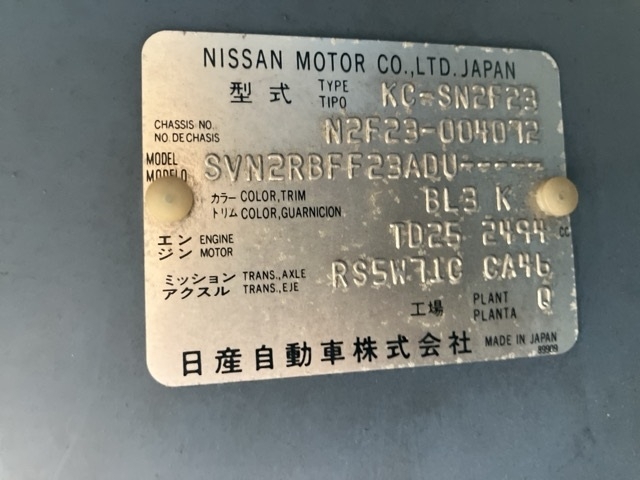 NISSAN MOTOR CO.,LTD. JAPAN
型式 TYPE TIPO KC-SN2F23
CHASSIS NO. NO. DE CHASIS N2F23-004072
MODEL MODELO SVN2RBFF23ADU-----
カラー COLOR,TRIM トリム COLOR,GUARNICION BL3 K
エンジン ENGINE MOTOR TD25 2494 CC
ミッション TRANS.,AXLE アクスル TRANS.,EJE RS5W71C CA46
工場 PLANT PLANTA Q
日産自動車株式会社 MADE IN JAPAN
89909